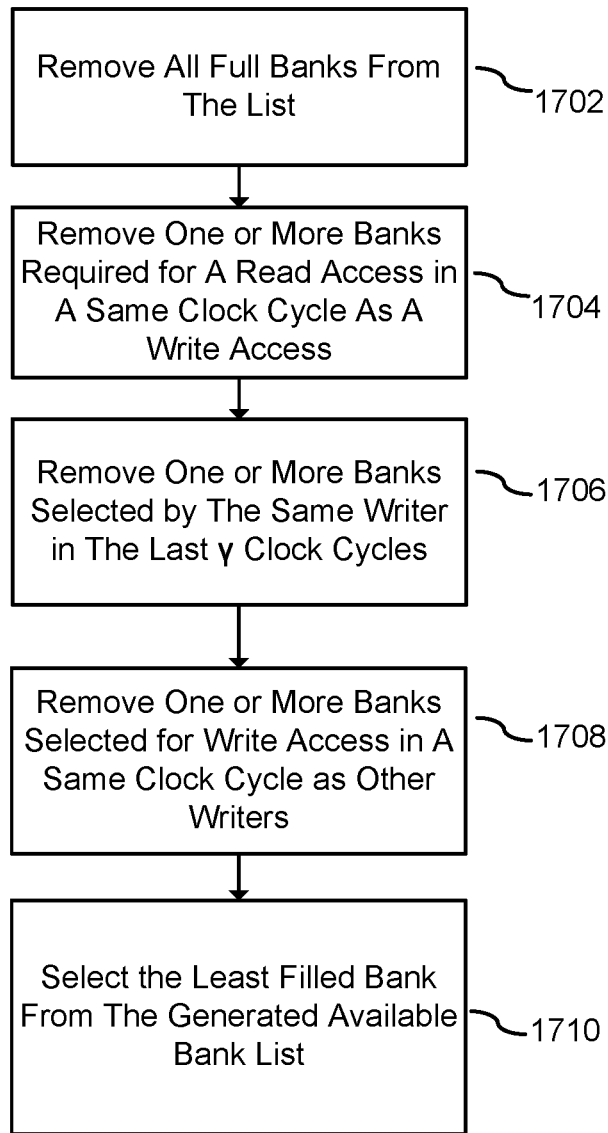 Remove All Full Banks From
The List
1702
Remove One or More Banks
Required for A Read Access in
A Same Clock Cycle As A
Write Access
1704
Remove One or More Banks
Selected by The Same Writer
in The Last γ Clock Cycles
1706
Remove One or More Banks
Selected for Write Access in A
Same Clock Cycle as Other
Writers
1708
Select the Least Filled Bank
From The Generated Available
Bank List
1710